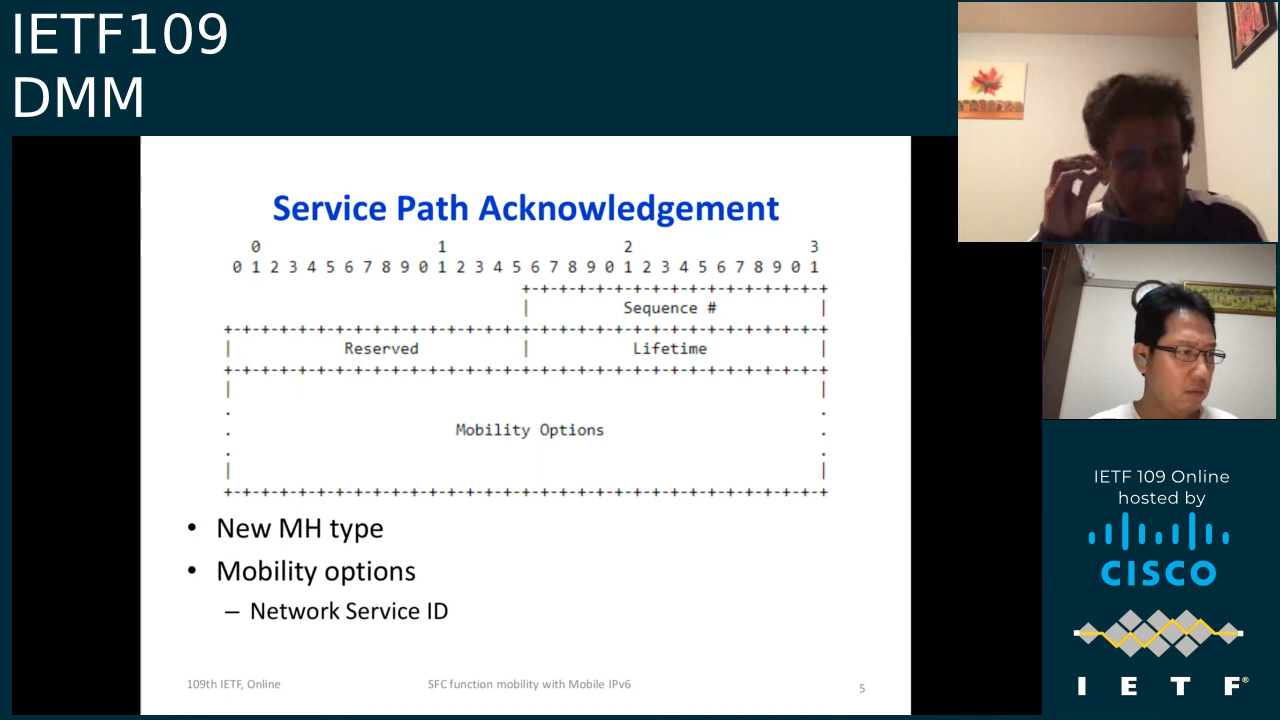 IETF109
DMM
Service Path Acknowledgement
0 1 2 3
0 1 2 3 4 5 6 7 8 9 0 1 2 3 4 5 6 7 8 9 0 1 2 3 4 5 6 7 8 9 0 1
+-+-+-+-+-+-+-+-+-+-+-+-+-+-+-+-+
| Sequence # |
+-+-+-+-+-+-+-+-+-+-+-+-+-+-+-+-+-+-+-+-+-+-+-+-+-+-+-+-+-+-+-+-+
| Reserved | Lifetime |
+-+-+-+-+-+-+-+-+-+-+-+-+-+-+-+-+-+-+-+-+-+-+-+-+-+-+-+-+-+-+-+-+
| |
. .
. Mobility Options .
. .
| |
+-+-+-+-+-+-+-+-+-+-+-+-+-+-+-+-+-+-+-+-+-+-+-+-+-+-+-+-+-+-+-+-+
• New MH type
• Mobility options
– Network Service ID
109th IETF, Online SFC function mobility with Mobile IPv6 5
IETF 109 Online
hosted by
CISCO
I E T F®